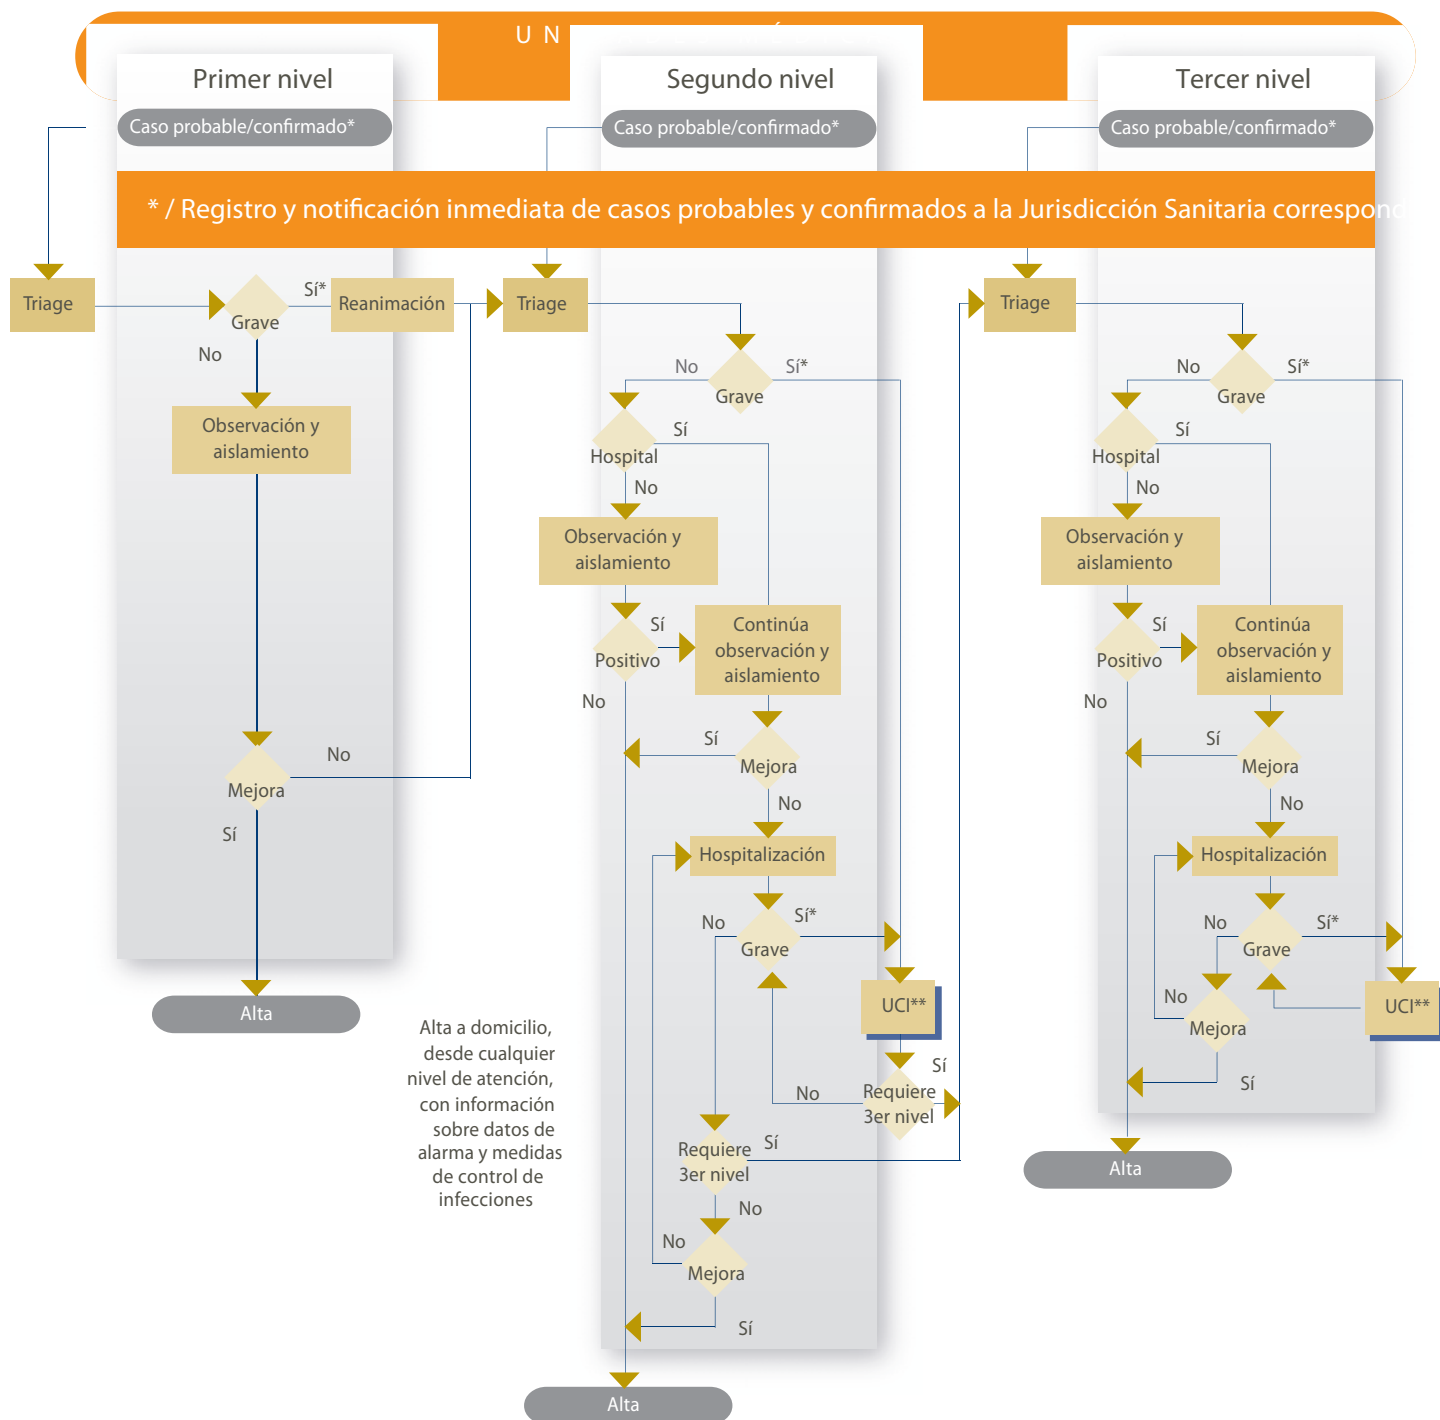 U N
Primer nivel
Segundo nivel
Tercer nivel
Caso probable/confirmado*
Caso probable/confirmado*
Caso probable/confirmado*
* / Registro y notificación inmediata de casos probables y confirmados a la Jurisdicción Sanitaria correspond
Triage
Grave
Sí*
Reanimación
No
Observación y
aislamiento
Mejora
No
Sí
Alta
Triage
Grave
No
Sí*
Hospital
Sí
No
Observación y
aislamiento
Positivo
Sí
No
Continúa
observación y
aislamiento
Mejora
Sí
No
Hospitalización
Grave
No
Sí*
UCI**
Requiere
3er nivel
Sí
No
Requiere
3er nivel
Sí
No
Mejora
No
Sí
Alta
Alta a domicilio,
desde cualquier
nivel de atención,
con información
sobre datos de
alarma y medidas
de control de
infecciones
Triage
Grave
No
Sí*
Hospital
Sí
No
Observación y
aislamiento
Positivo
Sí
No
Continúa
observación y
aislamiento
Mejora
Sí
No
Hospitalización
Grave
No
Sí*
UCI**
Mejora
No
Sí
Alta